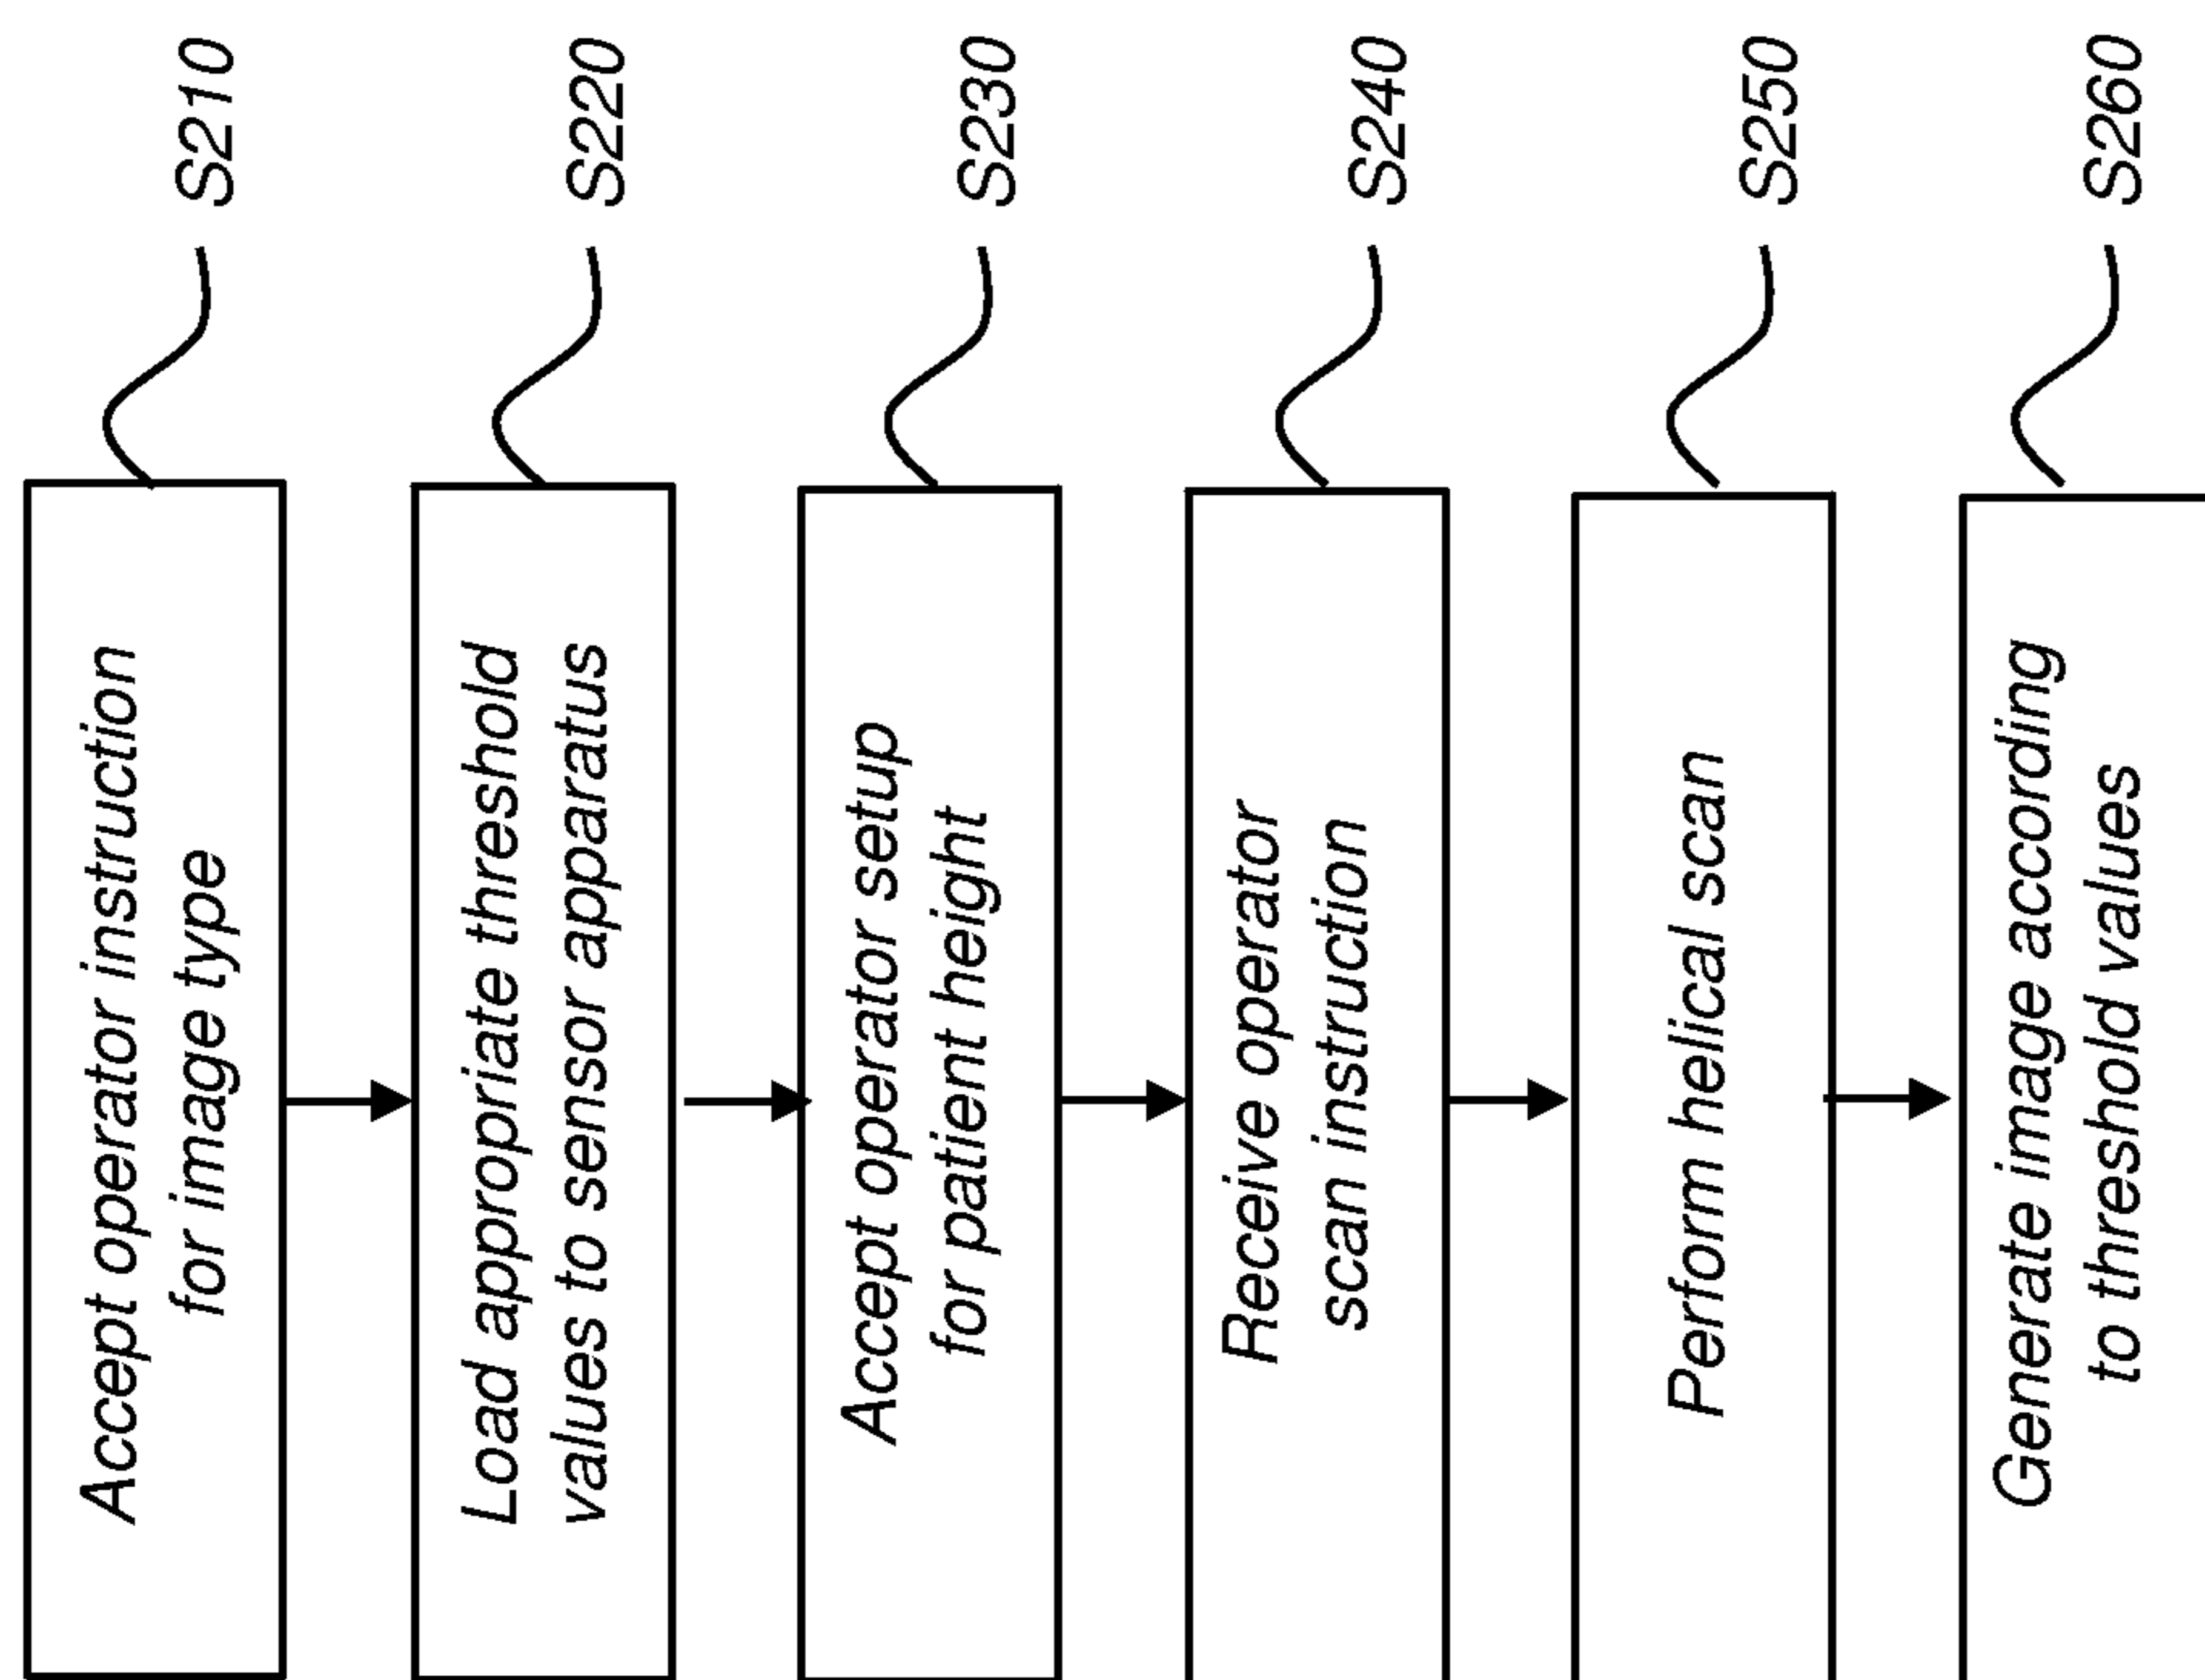 Accept operator instruction
for image type
S210
Load appropriate threshold
values to sensor apparatus
S220
Accept operator setup
for patient height
S230
Receive operator
scan instruction
S240
Perform helical scan
S250
Generate image according
to threshold values
S260